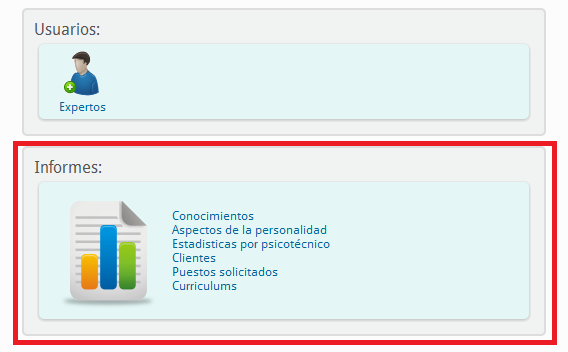 Usuarios:
Expertos
Informes:
Conocimientos
Aspectos de la personalidad
Estadisticas por psicotécnico
Clientes
Puestos solicitados
Curriculums